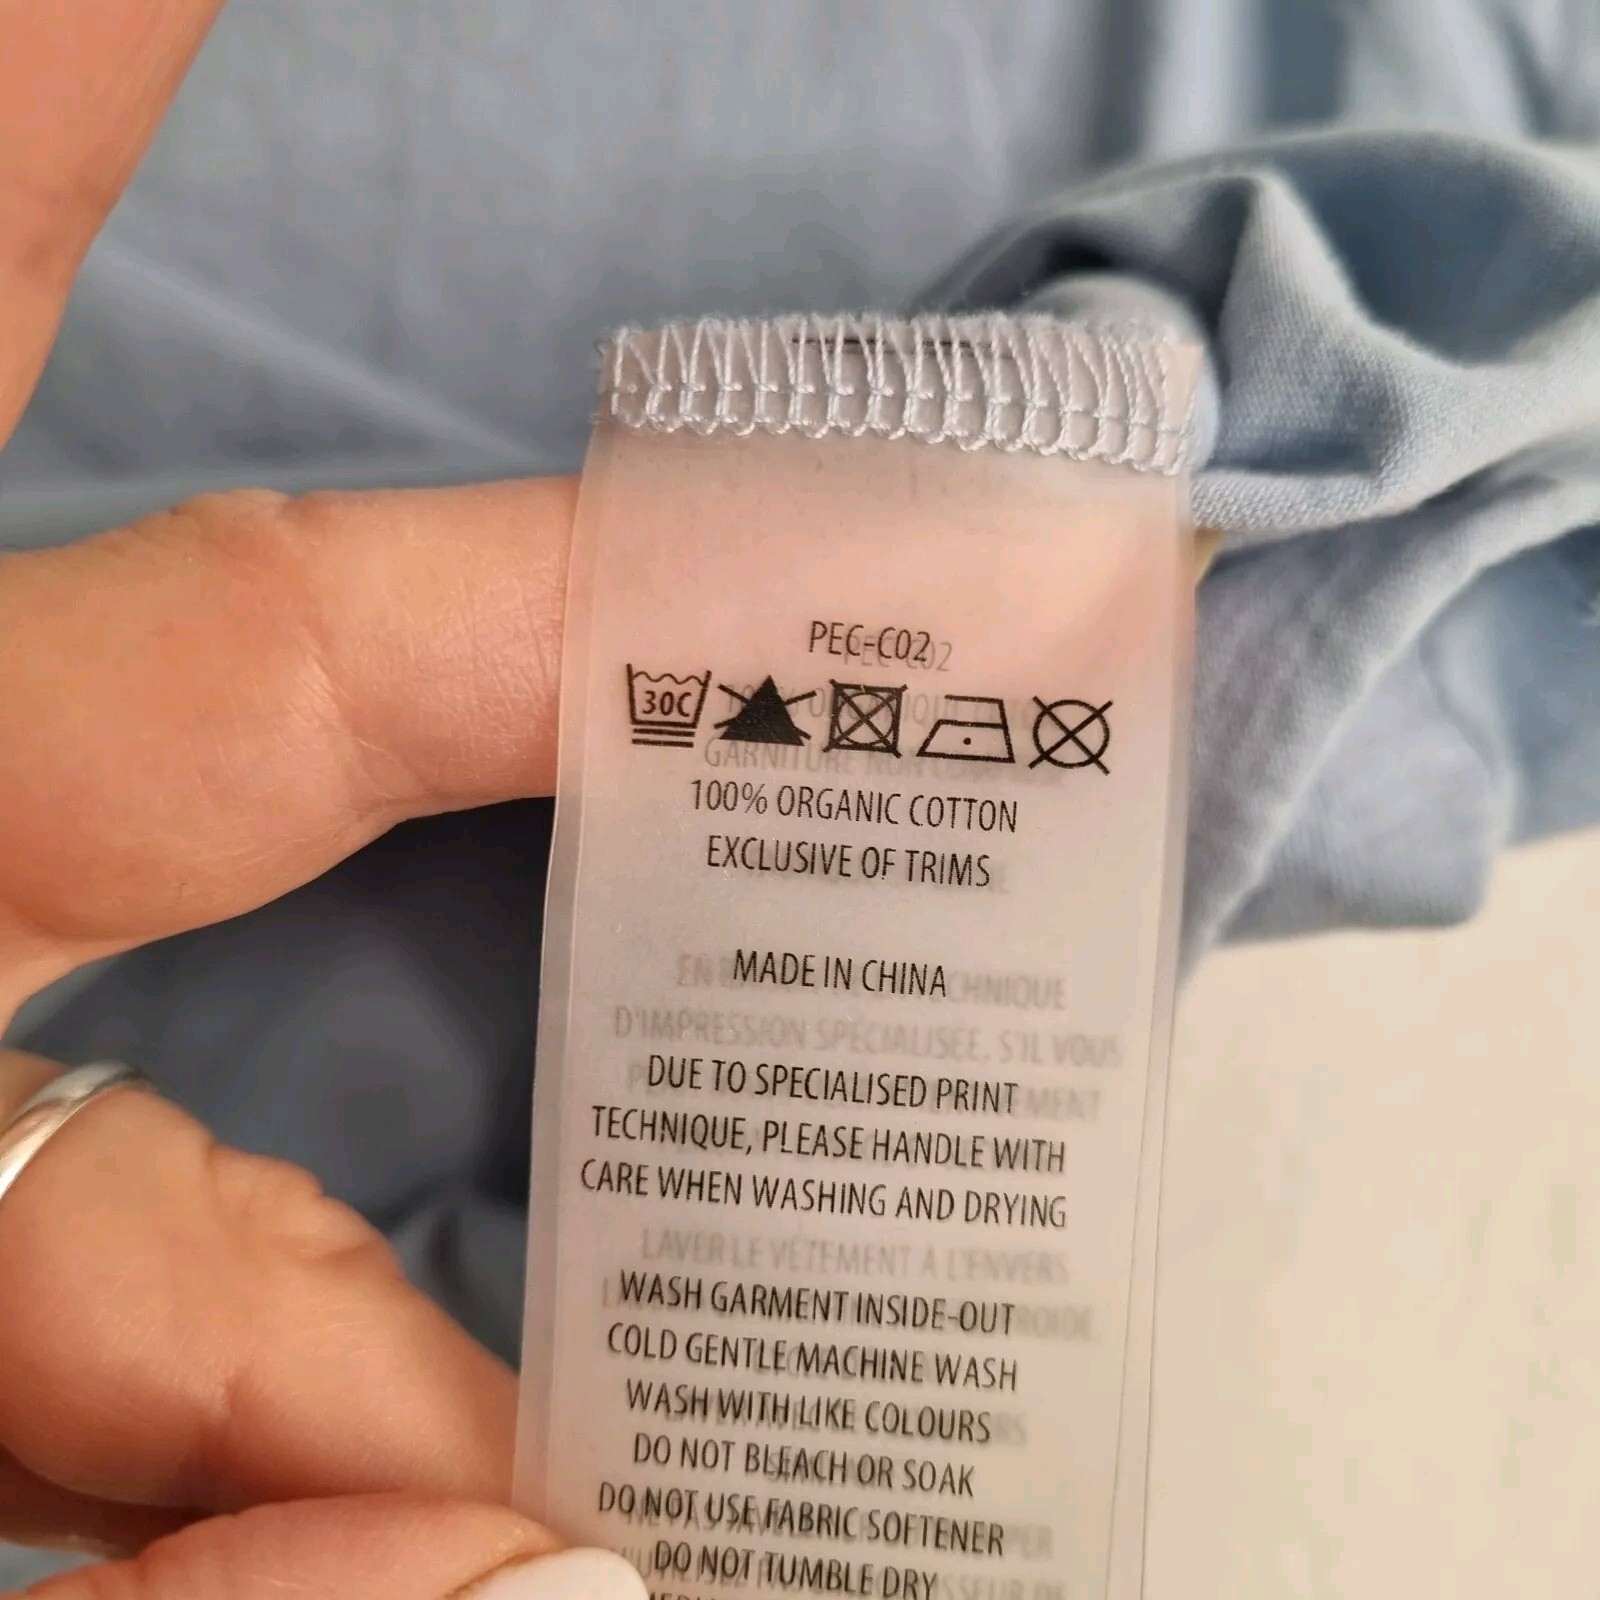 PEC-C02
30C
100% ORGANIC COTTON
EXCLUSIVE OF TRIMS
MADE IN CHINA
DUE TO SPECIALISED PRINT
TECHNIQUE, PLEASE HANDLE WITH
CARE WHEN WASHING AND DRYING
WASH GARMENT INSIDE-OUT
COLD GENTLE MACHINE WASH
WASH WITH LIKE COLOURS
DO NOT BLEACH OR SOAK
DO NOT USE FABRIC SOFTENER
DO NOT TUMBLE DRY